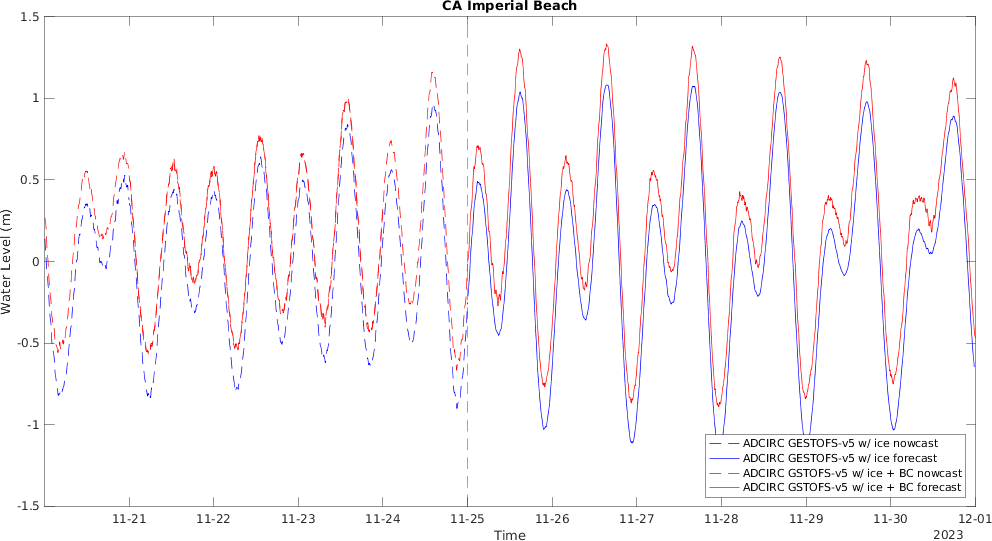 CA Imperial Beach
1.5
1
0.5
0
-0.5
-1
-1.5
Water Level (m)
11-21 11-22 11-23 11-24 11-25 11-26 11-27 11-28 11-29 11-30 12-01
Time
2023
ADCIRC GESTOFS-v5 w/ ice nowcast
ADCIRC GESTOFS-v5 w/ ice forecast
ADCIRC GSTOFS-v5 w/ ice + BC nowcast
ADCIRC GSTOFS-v5 w/ ice + BC forecast